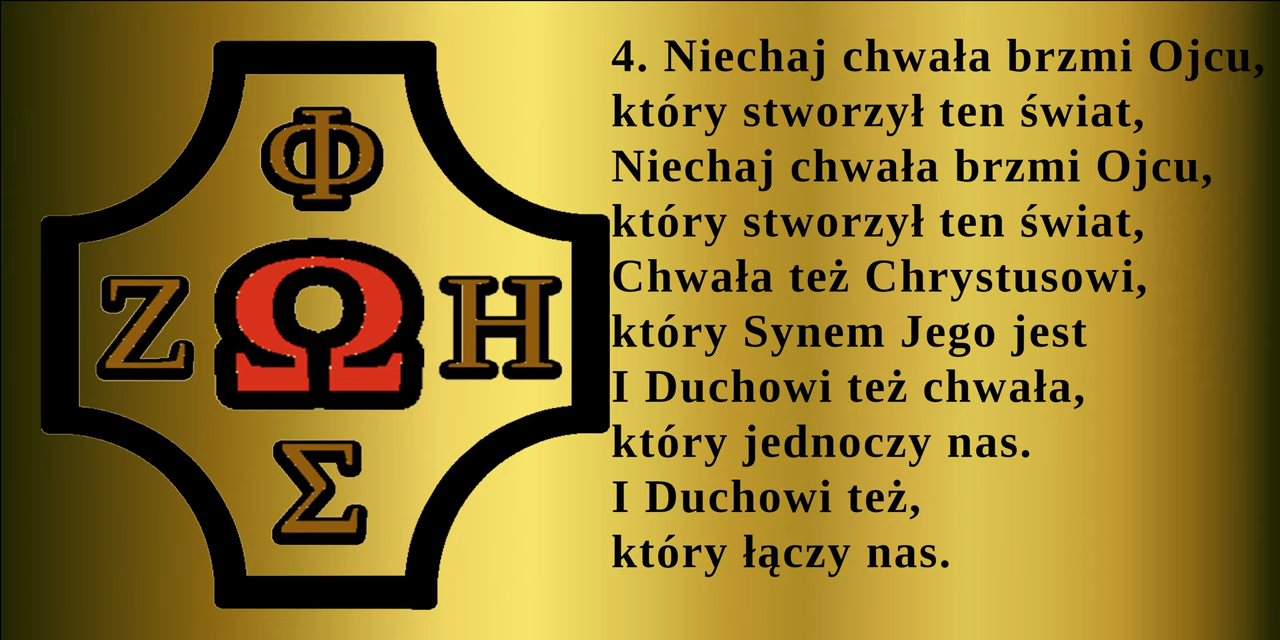 Φ
Ζ Ω Η
Σ
4. Niechaj chwała brzmi Ojcu,
który stworzył ten świat,
Niechaj chwała brzmi Ojcu,
który stworzył ten świat,
Chwała też Chrystusowi,
który Synem Jego jest
I Duchowi też chwała,
który jednoczy nas.
I Duchowi też,
który łączy nas.